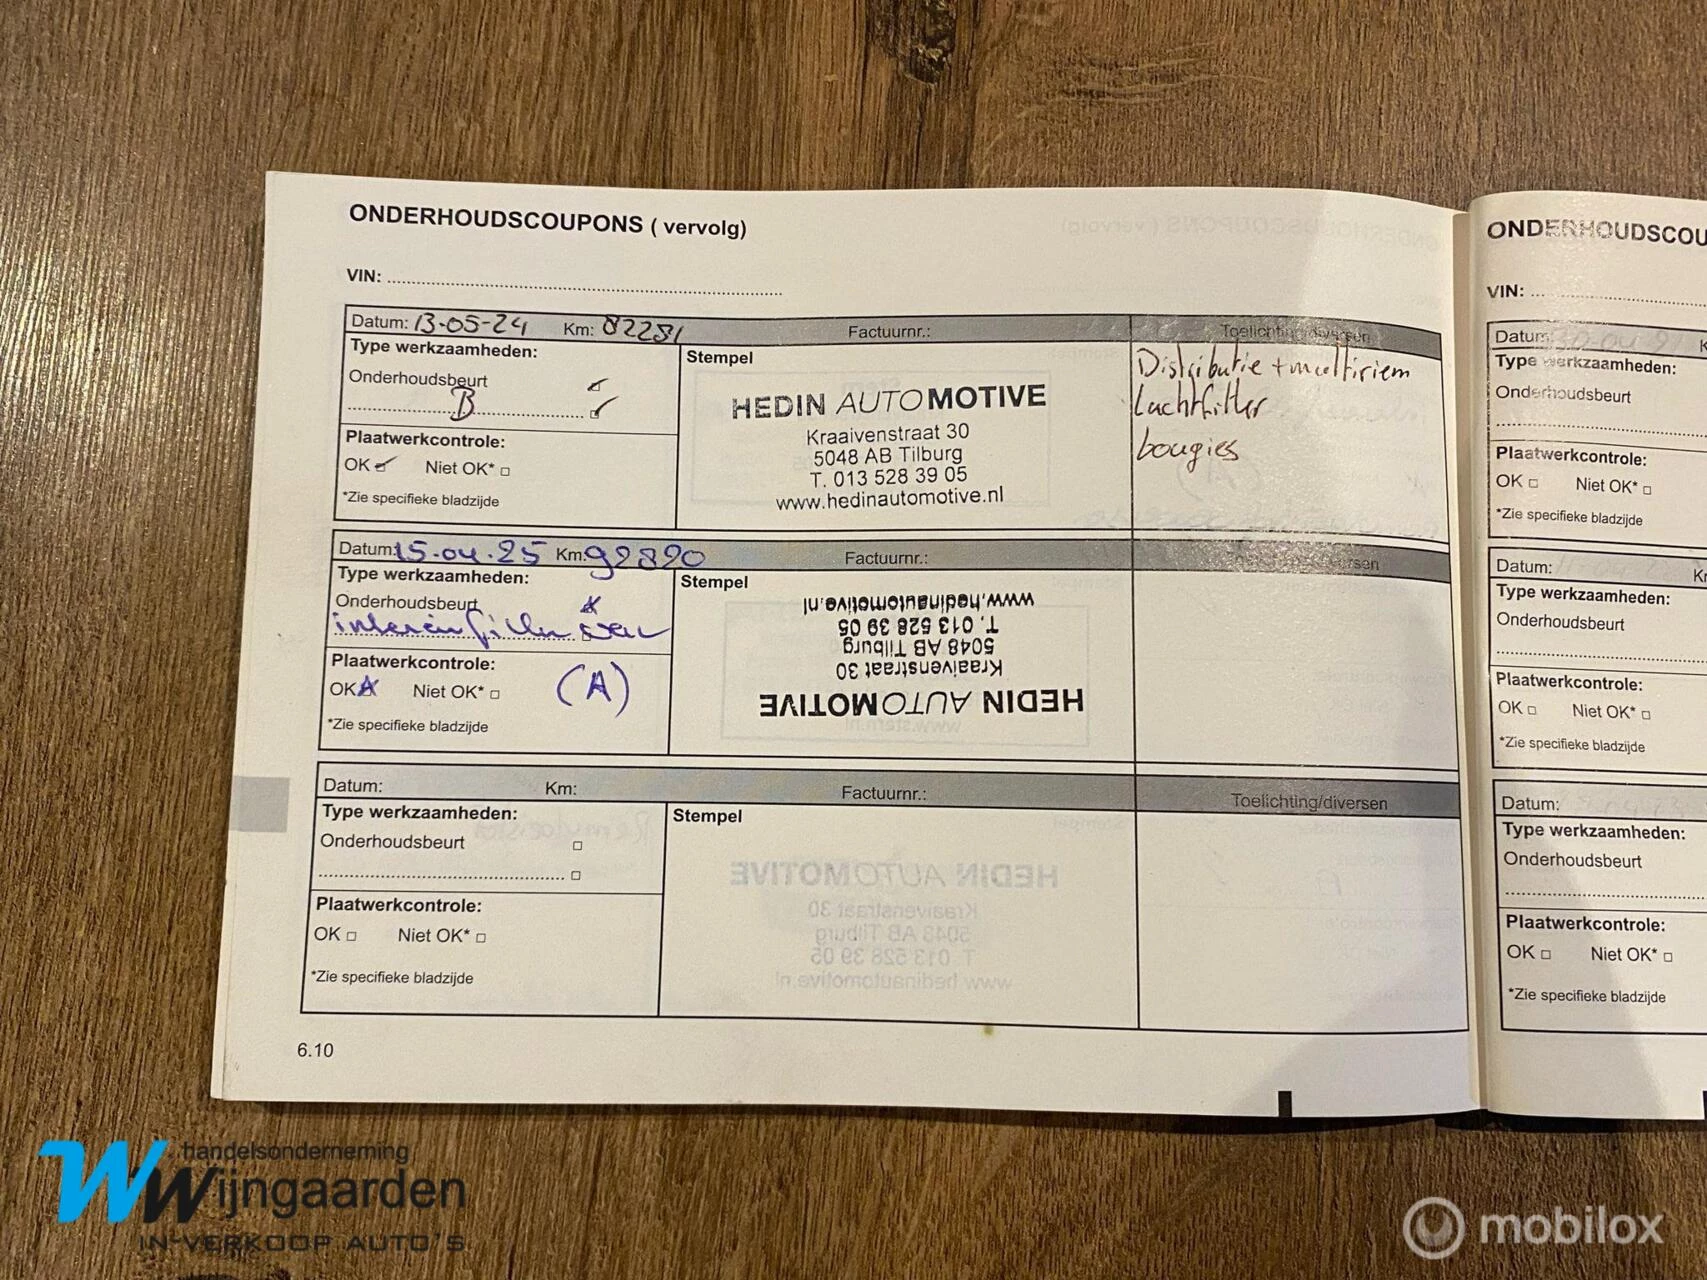 ONDERHOUDSCOUPONS ( vervolg)
VIN:
Datum: 13-05-24 Km: 82281 Factuurnr.: Toelichting/diversen
Type werkzaamheden:
Onderhoudsbeurt
B
Plaatwerkcontrole:
OK Niet OK*
*Zie specifieke bladzijde
Stempel
HEDIN AUTOMOTIVE
Kraaivenstraat 30
5048 AB Tilburg
T. 013 528 39 05
www.hedinautomotive.nl
Distributie + multiriem
Luchtfilter
bougies
Datum: 15-04-25 Km: 92820 Factuurnr.:
Type werkzaamheden:
Onderhoudsbeurt
Plaatwerkcontrole:
OK Niet OK* (A)
*Zie specifieke bladzijde
Stempel
www.hedinautomotive.nl
T. 013 528 39 05
5048 AB Tilburg
Kraaivenstraat 30
HEDIN AUTOMOTIVE
Datum: Km: Factuurnr.: Toelichting/diversen
Type werkzaamheden:
Onderhoudsbeurt
Plaatwerkcontrole:
OK Niet OK*
*Zie specifieke bladzijde
Stempel
6.10
ONDERHOUDSCOU
VIN:
Datum:
Type werkzaamheden:
Onderhoudsbeurt
Plaatwerkcontrole:
OK Niet OK*
*Zie specifieke bladzijde
Datum:
Type werkzaamheden:
Onderhoudsbeurt
Plaatwerkcontrole:
OK Niet OK*
*Zie specifieke bladzijde
Datum:
Type werkzaamheden:
Onderhoudsbeurt
Plaatwerkcontrole:
OK Niet OK*
*Zie specifieke bladzijde
handelsonderneming
Wijngaarden
IN-VERKOOP AUTO'S
mobilox